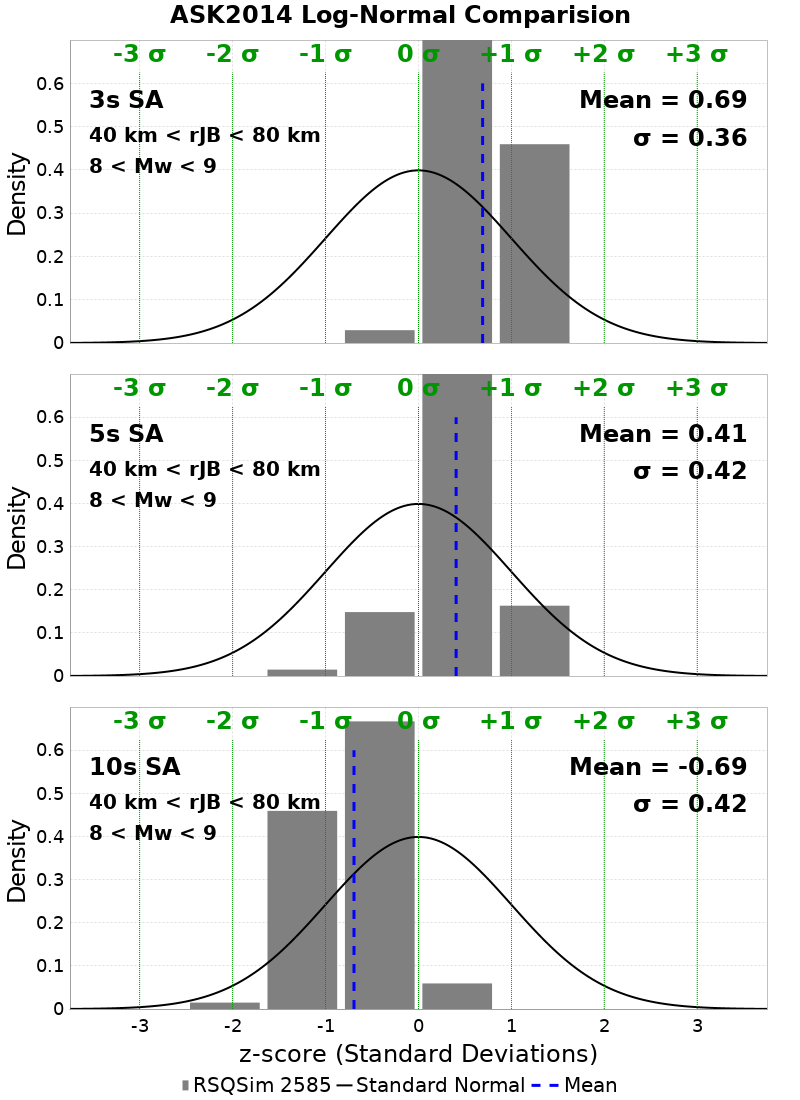 ASK2014 Log-Normal Comparision
-3 σ -2 σ -1 σ 0 σ +1 σ +2 σ +3 σ
3s SA
Mean = 0.69
40 km < rJB < 80 km
σ = 0.36
8 < Mw < 9
0.6
0.5
0.4
0.3
0.2
0.1
0
Density
-3 σ -2 σ -1 σ 0 σ +1 σ +2 σ +3 σ
5s SA
Mean = 0.41
40 km < rJB < 80 km
σ = 0.42
8 < Mw < 9
0.6
0.5
0.4
0.3
0.2
0.1
0
Density
-3 σ -2 σ -1 σ 0 σ +1 σ +2 σ +3 σ
10s SA
Mean = -0.69
40 km < rJB < 80 km
σ = 0.42
8 < Mw < 9
0.6
0.5
0.4
0.3
0.2
0.1
0
Density
-3 -2 -1 0 1 2 3
z-score (Standard Deviations)
RSQSim 2585 Standard Normal Mean